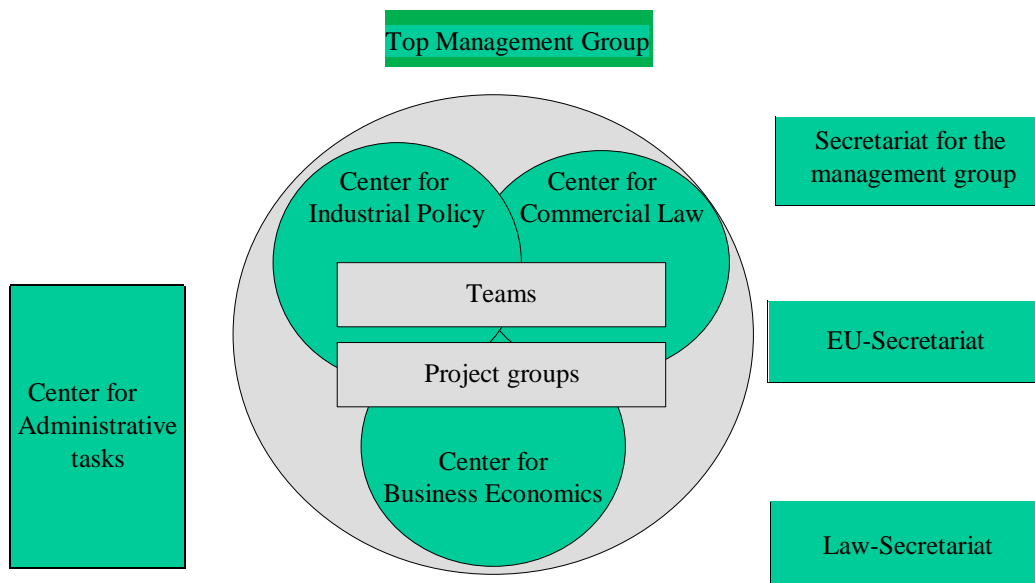 Top Management Group
Secretariat for the
management group
Center for
Industrial Policy
Center for
Commercial Law
Teams
EU-Secretariat
Project groups
Center for
Administrative
tasks
Center for
Business Economics
Law-Secretariat